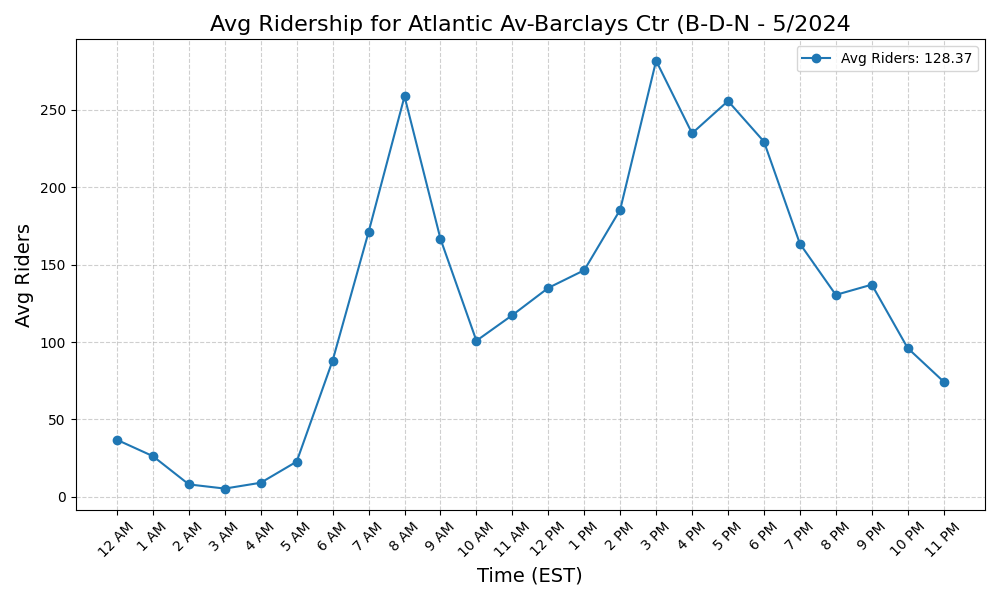 Avg Ridership for Atlantic Av-Barclays Ctr (B-D-N - 5/2024
Avg Riders: 128.37
Avg Riders
250
200
150
100
50
0
12 AM 1 AM 2 AM 3 AM 4 AM 5 AM 6 AM 7 AM 8 AM 9 AM 10 AM 11 AM 12 PM 1 PM 2 PM 3 PM 4 PM 5 PM 6 PM 7 PM 8 PM 9 PM 10 PM 11 PM
Time (EST)